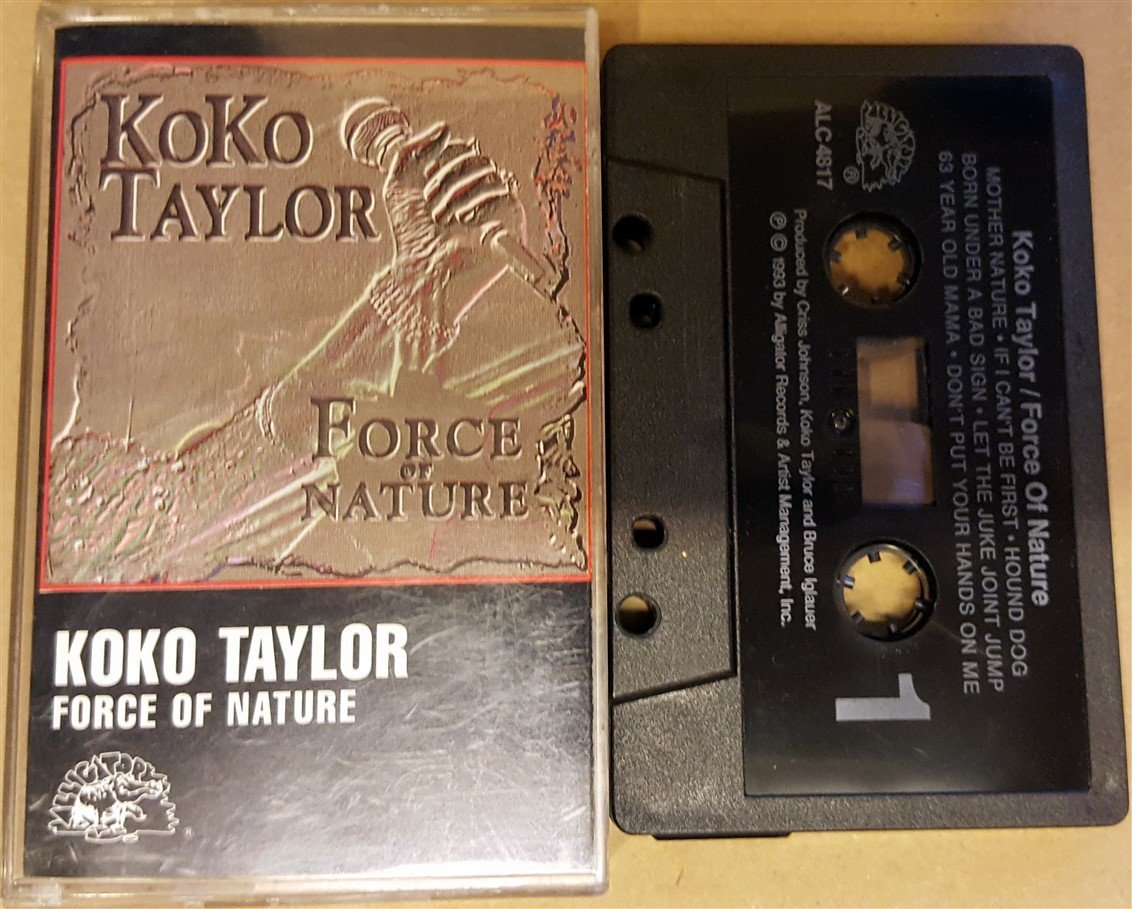 KOKO
TAYLOR
FORCE
OF
NATURE
KOKO TAYLOR
FORCE OF NATURE
ALLIGATOR
®
ALLIGATOR
®
ALC 4817
Koko Taylor / Force Of Nature
MOTHER NATURE • IF I CAN'T BE FIRST • HOUND DOG
BORN UNDER A BAD SIGN • LET THE JUKE JOINT JUMP
63 YEAR OLD MAMA • DON'T PUT YOUR HANDS ON ME
Produced by Criss Johnson, Koko Taylor and Bruce Iglauer
℗ © 1993 by Alligator Records & Artist Management, Inc.
1